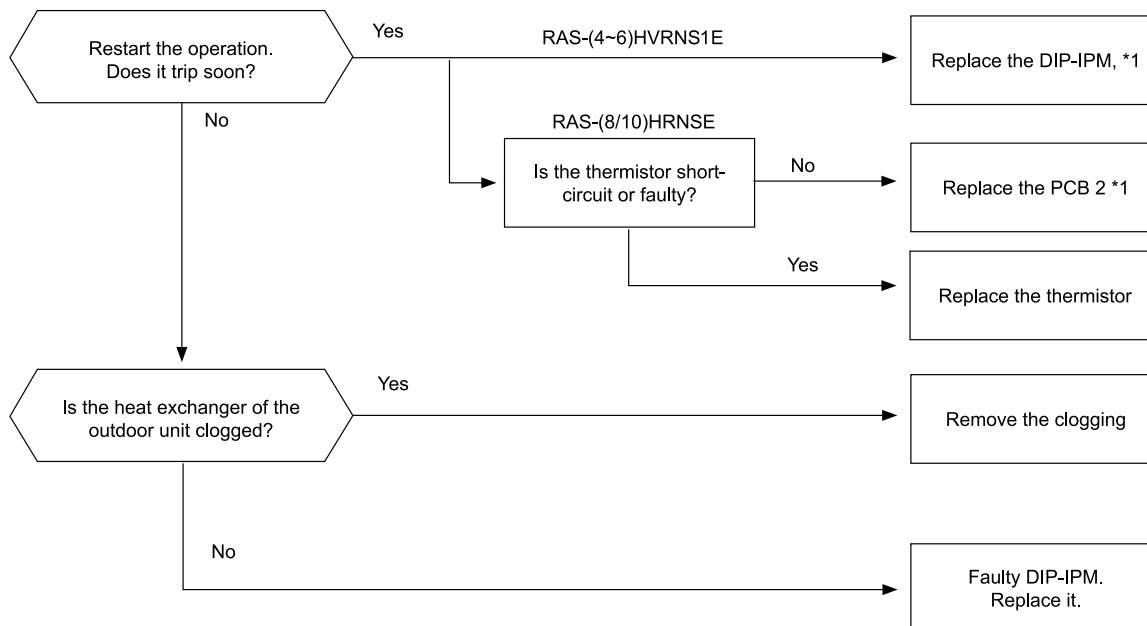 Restart the operation.
Does it trip soon?
Yes
RAS-(4~6)HVRNS1E
Replace the DIP-IPM, *1
No
RAS-(8/10)HRNSE
Is the thermistor short-
circuit or faulty?
No
Replace the PCB 2 *1
Yes
Replace the thermistor
Is the heat exchanger of the
outdoor unit clogged?
Yes
Remove the clogging
No
Faulty DIP-IPM.
Replace it.